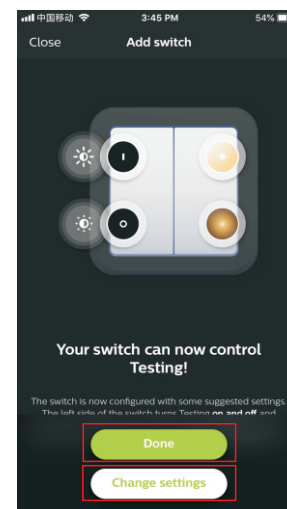 中国移动 3:45 PM 54%
Close Add switch
Your switch can now control
Testing!
The switch is now configured with some suggested settings.
The left side of the switch turns Testing on and off and
Done
Change settings